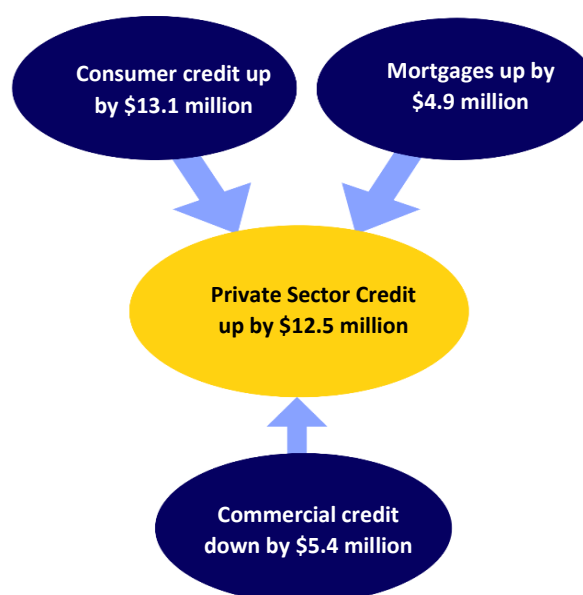 Consumer credit up
by $13.1 million
Mortgages up by
$4.9 million
Private Sector Credit
up by $12.5 million
Commercial credit
down by $5.4 million